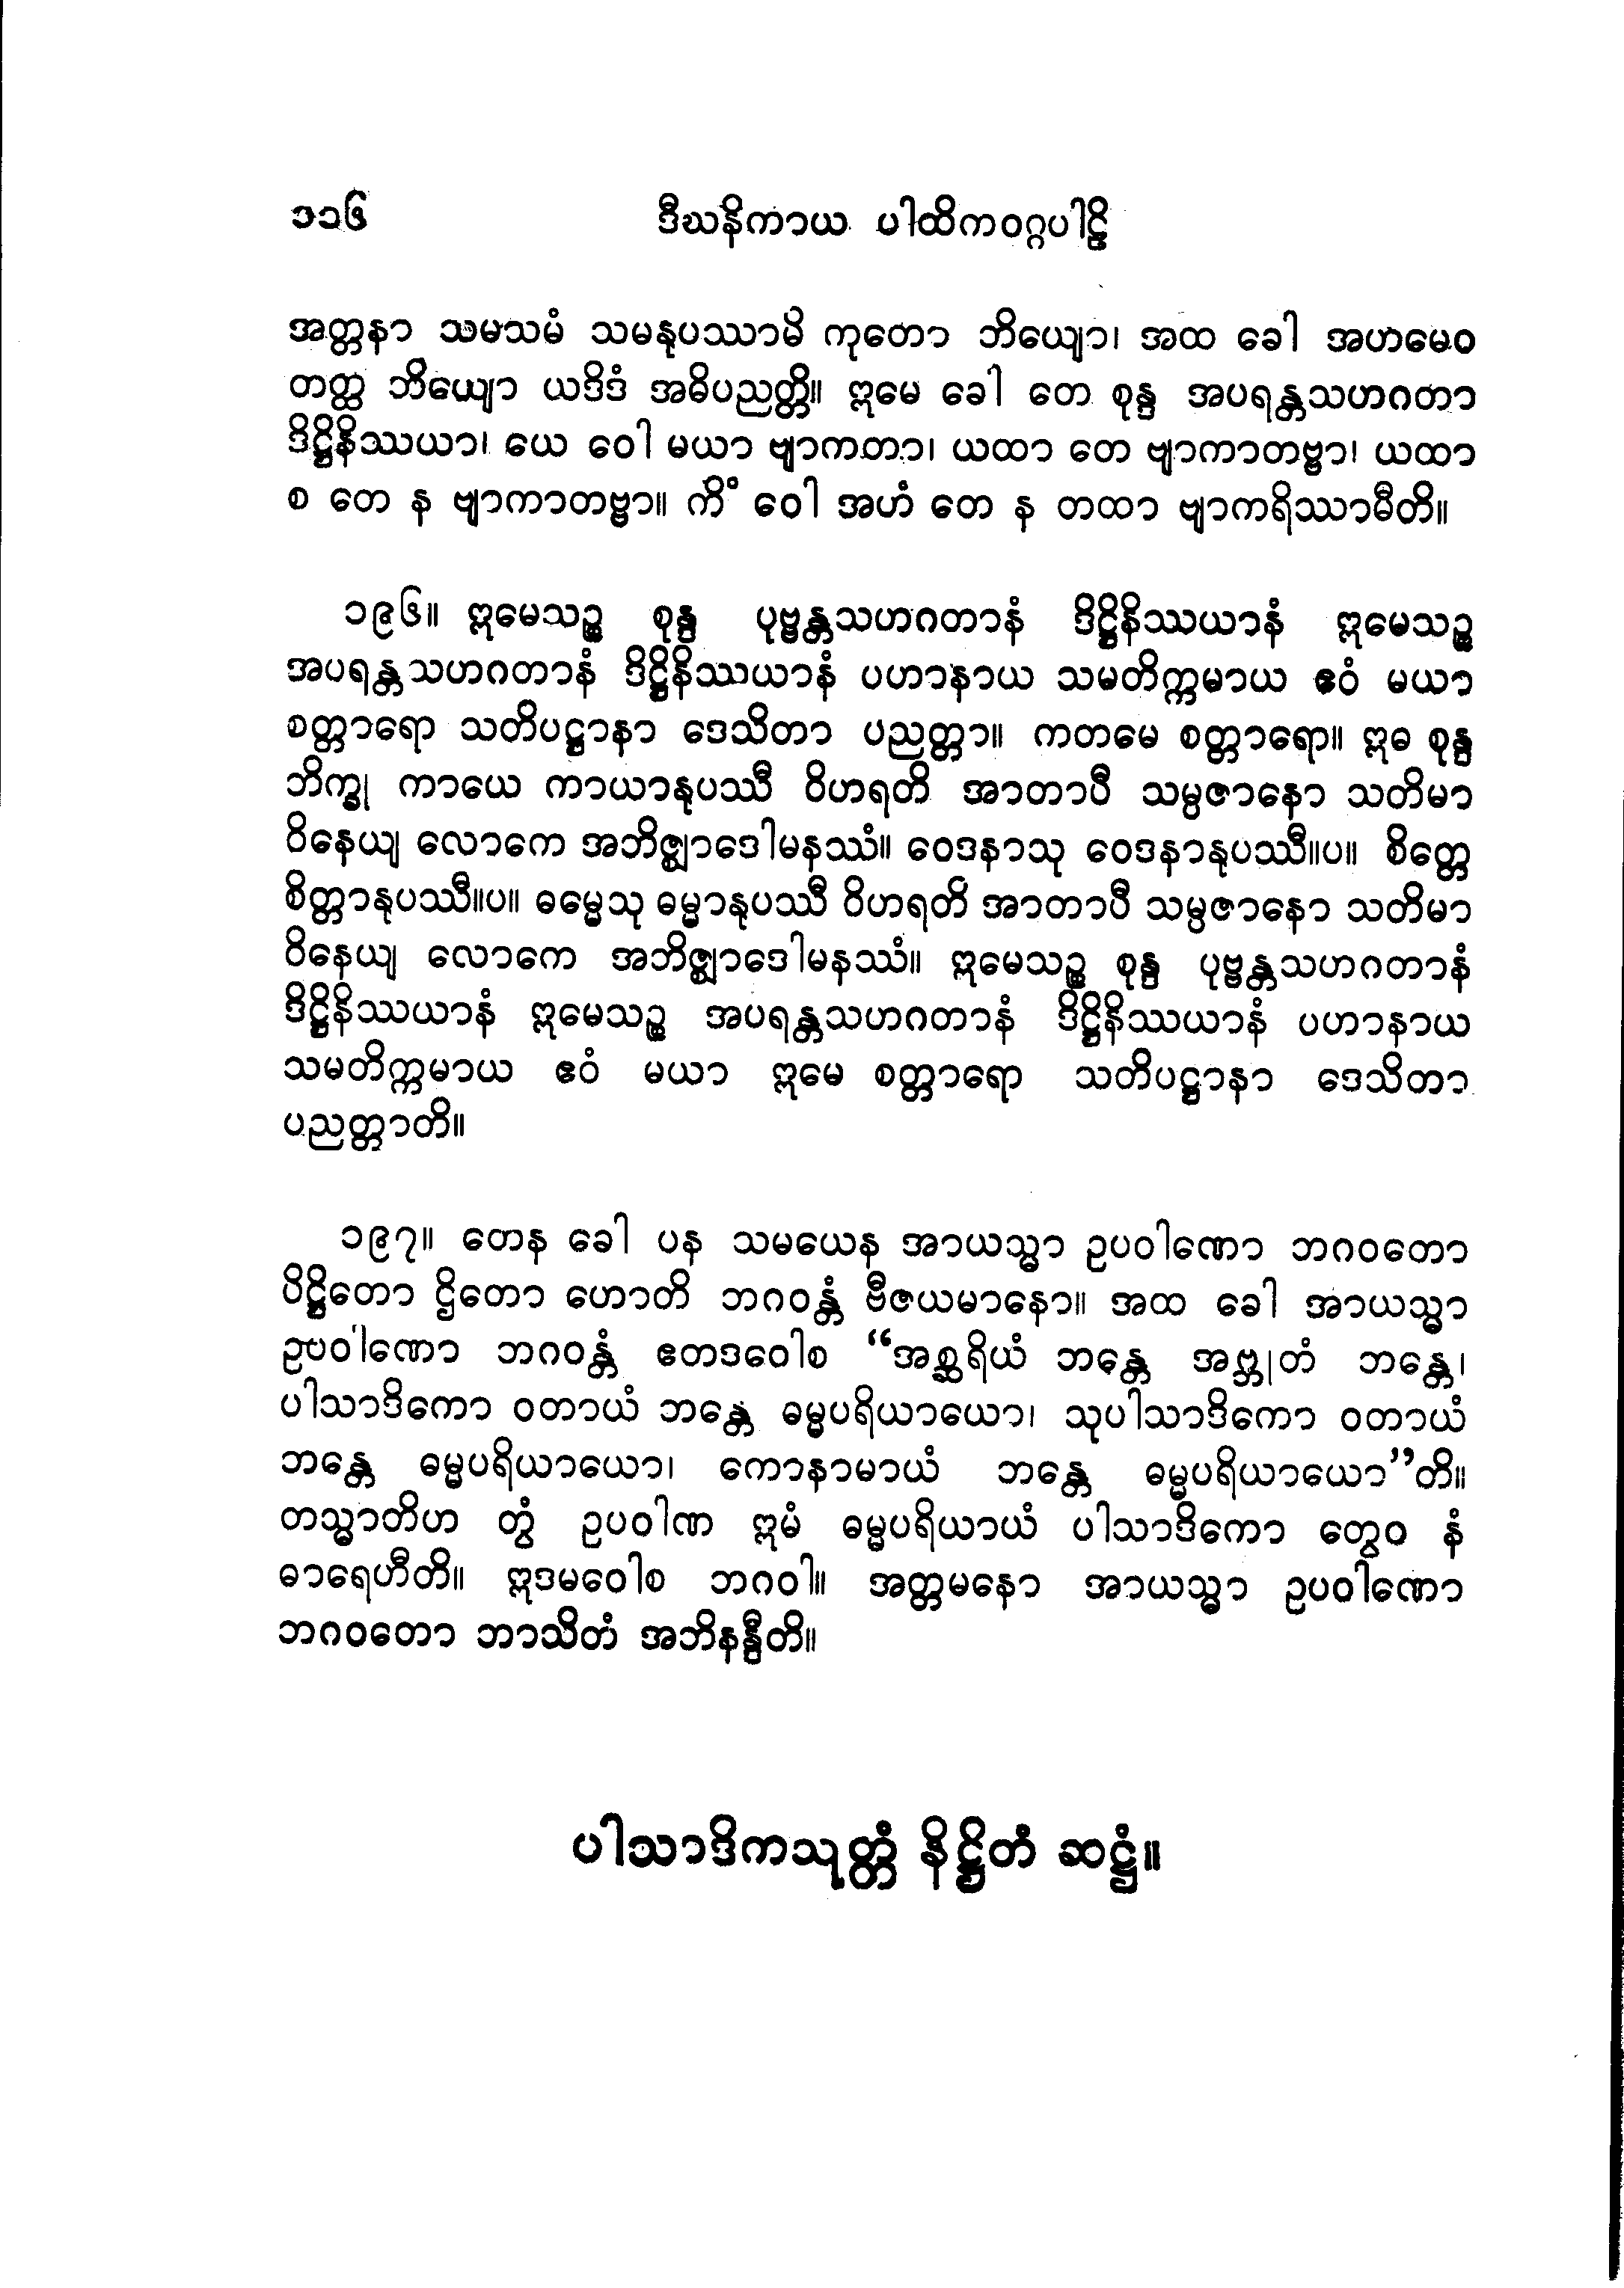 ၁၁၆ ဒီဃနိကာယ ပါထိကဝဂ္ဂပါဠိ
အတ္တနာ သမသမံ သမနုပဿာမိ ကုတော ဘိယျော၊ အထ ခေါ အဟမေဝ
တတ္ထ ဘိယျော ယဒိဒံ အဓိပညတ္တိ။ ဣမေ ခေါ တေ စုန္ဒ အပရန္တသဟဂတာ
ဒိဋ္ဌိနိဿယာ၊ ယေ ဝေါ မယာ ဗျာကတာ၊ ယထာ တေ ဗျာကာတဗ္ဗာ၊ ယထာ
စ တေ န ဗျာကာတဗ္ဗာ။ ကိံ ဝေါ အဟံ တေ န တထာ ဗျာကရိဿာမီတိ။
၁၉၆။ ဣမေသဉ္စ စုန္ဒ ပုဗ္ဗန္တသဟဂတာနံ ဒိဋ္ဌိနိဿယာနံ ဣမေသဉ္စ
အပရန္တသဟဂတာနံ ဒိဋ္ဌိနိဿယာနံ ပဟာနာယ သမတိက္ကမာယ ဧဝံ မယာ
စတ္တာရော သတိပဋ္ဌာနာ ဒေသိတာ ပညတ္တာ။ ကတမေ စတ္တာရော။ ဣဓ စုန္ဒ
ဘိက္ခု ကာယေ ကာယာနုပဿီ ဝိဟရတိ အာတာပီ သမ္ပဇာနော သတိမာ
ဝိနေယျ လောကေ အဘိဇ္ဈာဒေါမနဿံ။ ဝေဒနာသု ဝေဒနာနုပဿီ။ပ။ စိတ္တေ
စိတ္တာနုပဿီ။ပ။ ဓမ္မေသု ဓမ္မာနုပဿီ ဝိဟရတိ အာတာပီ သမ္ပဇာနော သတိမာ
ဝိနေယျ လောကေ အဘိဇ္ဈာဒေါမနဿံ။ ဣမေသဉ္စ စုန္ဒ ပုဗ္ဗန္တသဟဂတာနံ
ဒိဋ္ဌိနိဿယာနံ ဣမေသဉ္စ အပရန္တသဟဂတာနံ ဒိဋ္ဌိနိဿယာနံ ပဟာနာယ
သမတိက္ကမာယ ဧဝံ မယာ ဣမေ စတ္တာရော သတိပဋ္ဌာနာ ဒေသိတာ
ပညတ္တာတိ။
၁၉၇။ တေန ခေါ ပန သမယေန အာယသ္မာ ဥပဝါဏော ဘဂဝတော
ပိဋ္ဌိတော ဌိတော ဟောတိ ဘဂဝန္တံ ဗီဇယမာနော။ အထ ခေါ အာယသ္မာ
ဥပဝါဏော ဘဂဝန္တံ ဧတဒဝေါစ “အစ္ဆရိယံ ဘန္တေ အဗ္ဘုတံ ဘန္တေ၊
ပါသာဒိကော ဝတာယံ ဘန္တေ ဓမ္မပရိယာယော၊ သုပါသာဒိကော ဝတာယံ
ဘန္တေ ဓမ္မပရိယာယော၊ ကောနာမာယံ ဘန္တေ ဓမ္မပရိယာယော”တိ။
တသ္မာတိဟ တွံ ဥပဝါဏ ဣမံ ဓမ္မပရိယာယံ ပါသာဒိကော တွေဝ နံ
ဓာရေဟီတိ။ ဣဒမဝေါစ ဘဂဝါ။ အတ္တမနော အာယသ္မာ ဥပဝါဏော
ဘဂဝတော ဘာသိတံ အဘိနန္ဒီတိ။
ပါသာဒိကသုတ္တံ နိဋ္ဌိတံ ဆဋ္ဌံ။